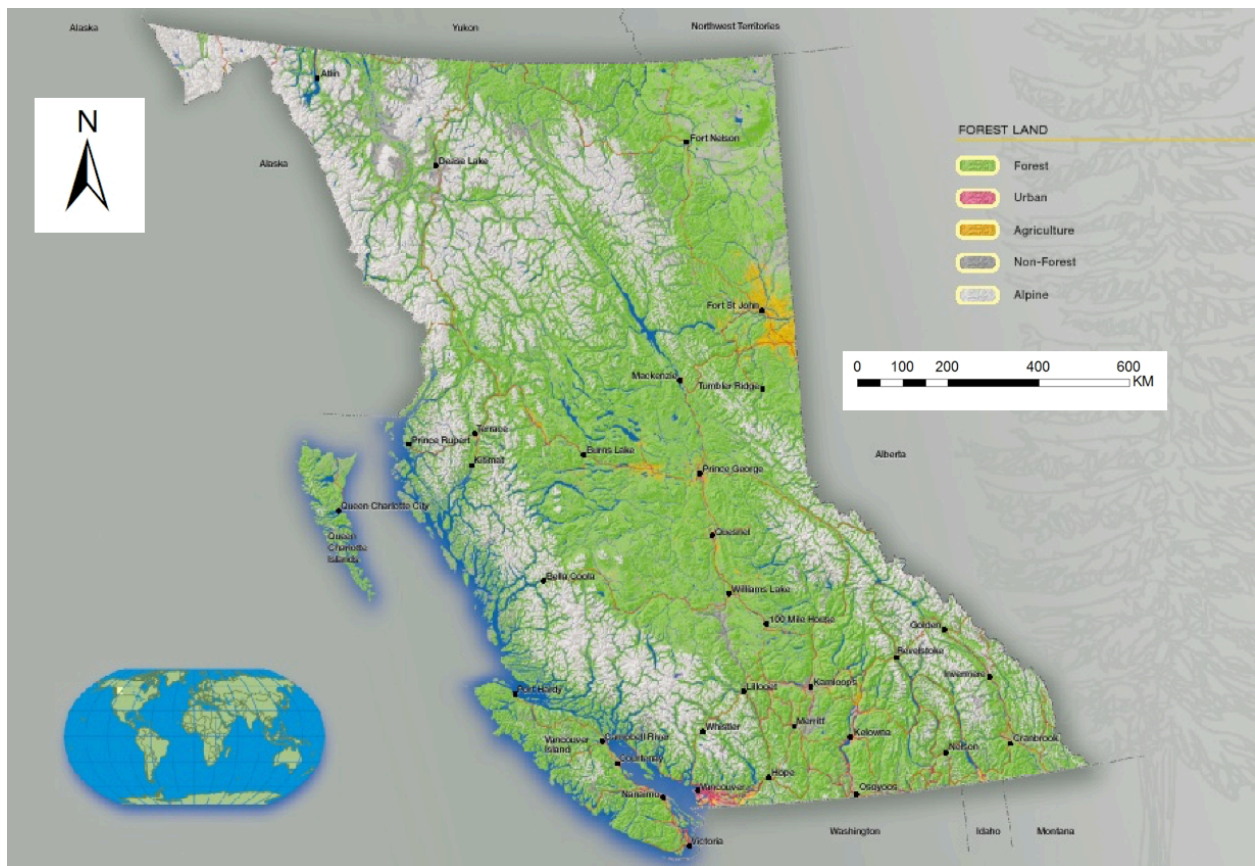 Alaska
Yukon
Northwest Territories
Atlin
N
Alaska
Dease Lake
Fort Nelson
FOREST LAND
Forest
Urban
Agriculture
Non-Forest
Alpine
Fort St John
0 100 200 400 600
KM
Mackenzie
Tumbler Ridge
Terrace
Prince Rupert
Kitimat
Burns Lake
Prince George
Alberta
Queen Charlotte City
Queen
Charlotte
Islands
Quesnel
Bella Coola
Williams Lake
100 Mile House
Golden
Revelstoke
Invermere
Port Hardy
Lillooet
Kamloops
Whistler
Merritt
Kelowna
Vancouver
Island
Campbell River
Courtenay
Nelson
Cranbrook
Hope
Vancouver
Nanaimo
Osoyoos
Victoria
Washington
Idaho
Montana